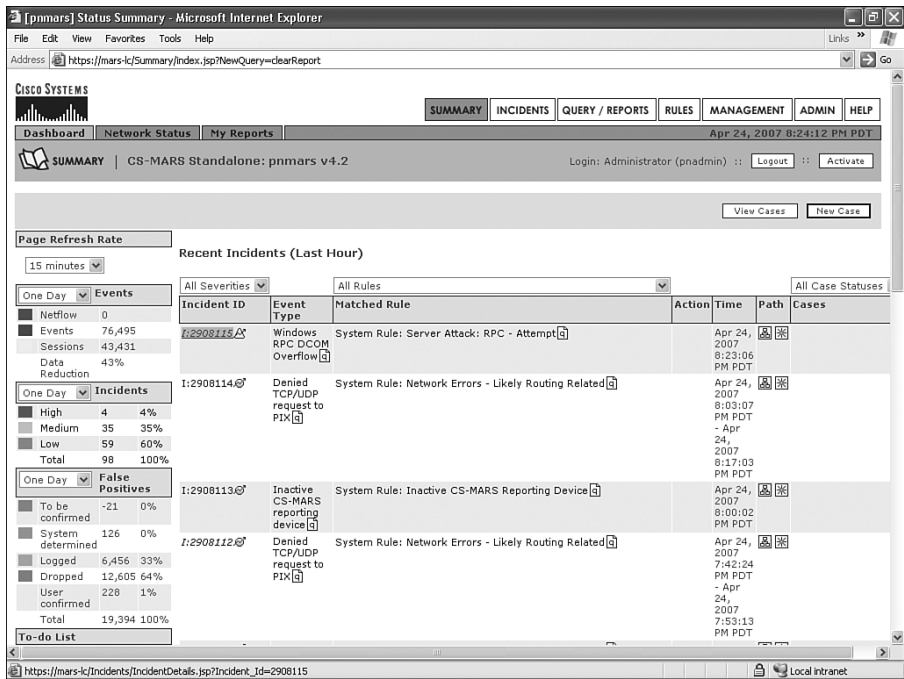 [pnmars] Status Summary - Microsoft Internet Explorer
File Edit View Favorites Tools Help
Links »
Address https://mars-lc/Summary/index.jsp?NewQuery=clearReport
Go
CISCO SYSTEMS
SUMMARY INCIDENTS QUERY / REPORTS RULES MANAGEMENT ADMIN HELP
Dashboard Network Status My Reports
Apr 24, 2007 8:24:12 PM PDT
SUMMARY | CS-MARS Standalone: pnmars v4.2
Login: Administrator (pnadmin) :: Logout :: Activate
View Cases New Case
Page Refresh Rate
15 minutes
One Day Events
Netflow 0
Events 76,495
Sessions 43,431
Data
Reduction 43%
One Day Incidents
High 4 4%
Medium 35 35%
Low 59 60%
Total 98 100%
One Day False
Positives
To be
confirmed -21 0%
System
determined 126 0%
Logged 6,456 33%
Dropped 12,605 64%
User
confirmed 228 1%
Total 19,394 100%
To-do List
Recent Incidents (Last Hour)
All Severities All Rules All Case Statuses
Incident ID Event
Type Matched Rule Action Time Path Cases
I:2908115 Windows
RPC DCOM
Overflow q System Rule: Server Attack: RPC - Attempt q Apr 24,
2007
8:23:06
PM PDT
I:2908114 Denied
TCP/UDP
request to
PIX q System Rule: Network Errors - Likely Routing Related q Apr 24,
2007
8:03:07
PM PDT
- Apr
24,
2007
8:17:03
PM PDT
I:2908113 Inactive
CS-MARS
reporting
device q System Rule: Inactive CS-MARS Reporting Device q Apr 24,
2007
8:00:02
PM PDT
I:2908112 Denied
TCP/UDP
request to
PIX q System Rule: Network Errors - Likely Routing Related q Apr 24,
2007
7:42:24
PM PDT
- Apr
24,
2007
7:53:13
PM PDT
https://mars-lc/Incidents/IncidentDetails.jsp?Incident_Id=2908115
Local intranet